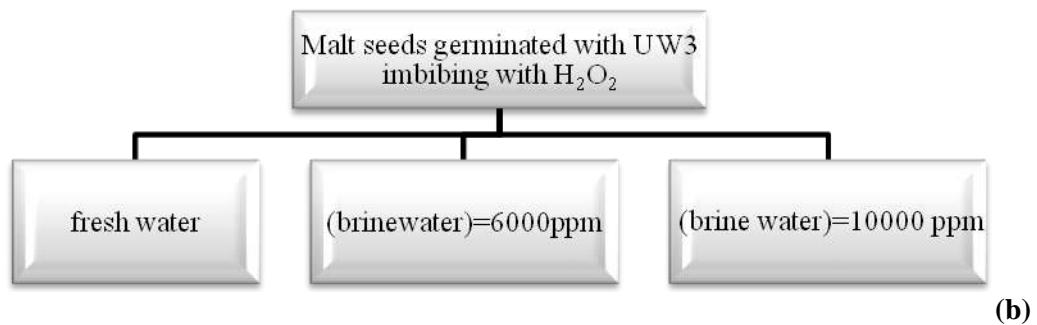 Malt seeds germinated with UW3
imbibing with H₂O₂
fresh water
(brinewater)=6000ppm
(brine water)=10000 ppm
(b)